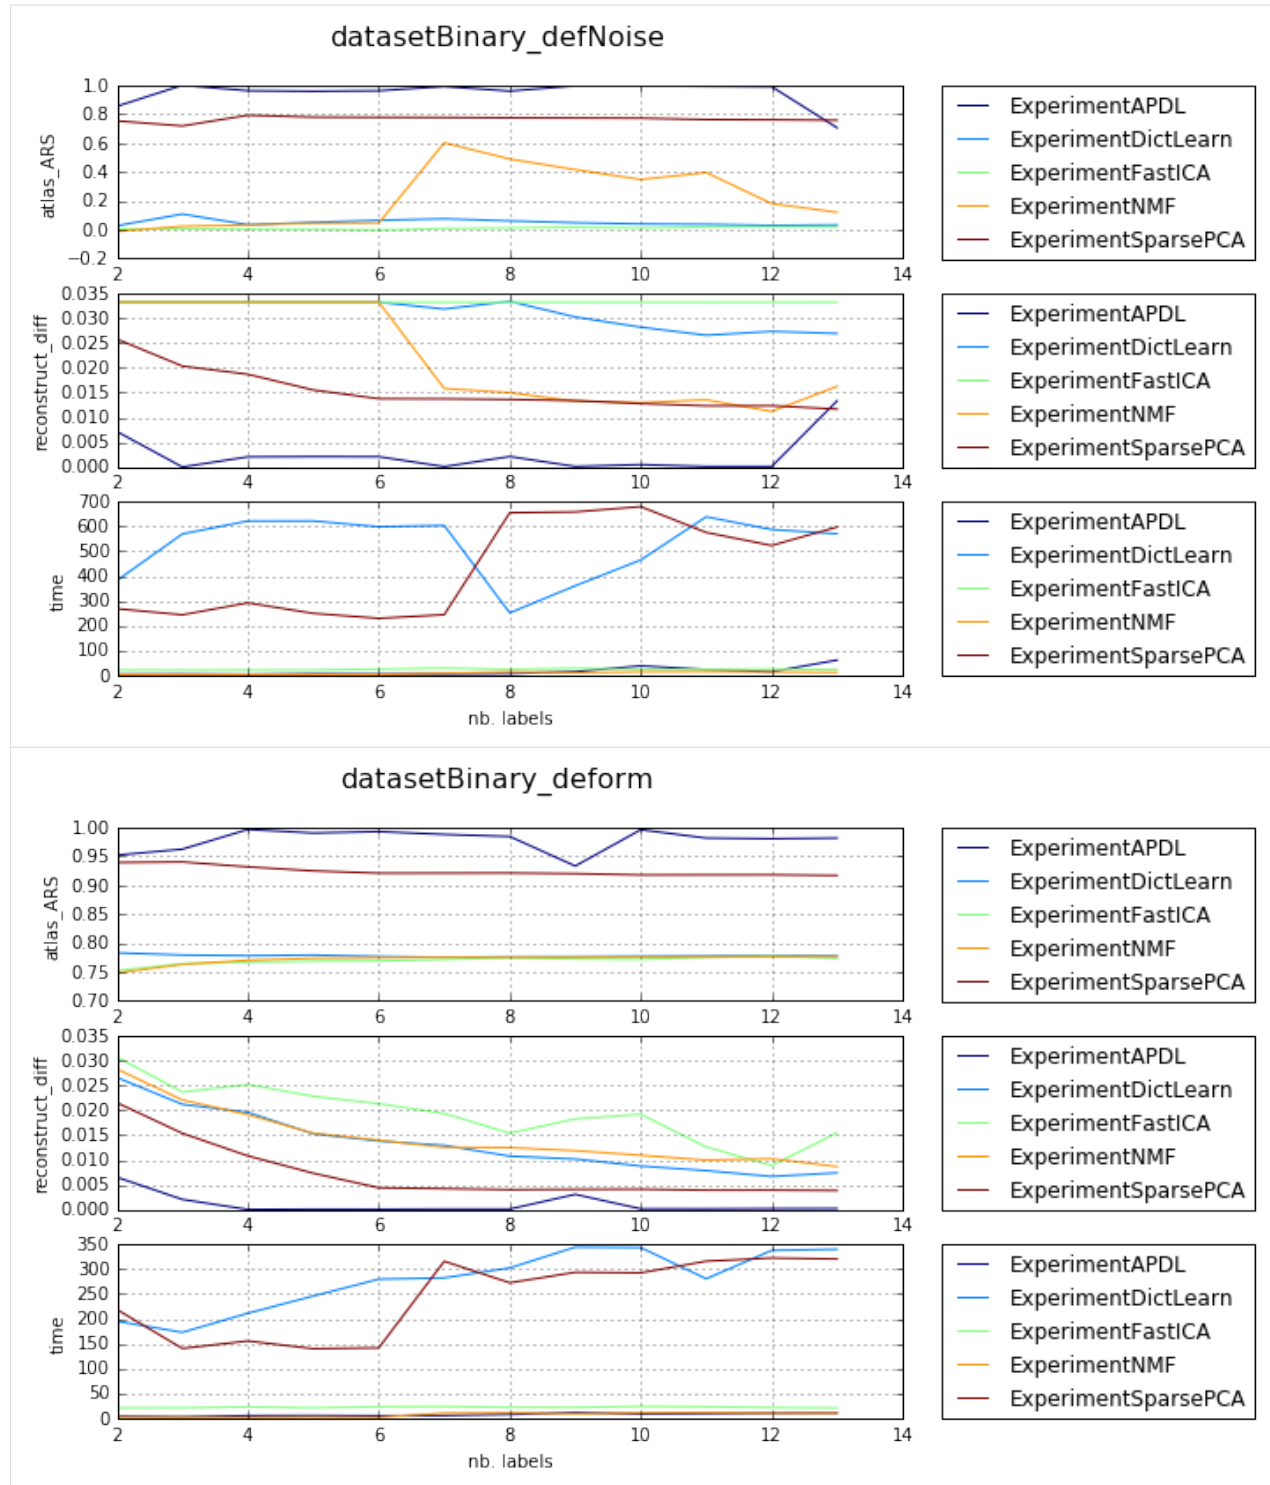 datasetBinary_defNoise
1.0
0.8
0.6
0.4
0.2
0.0
−0.2
atlas_ARS
2 4 6 8 10 12 14
ExperimentAPDL
ExperimentDictLearn
ExperimentFastICA
ExperimentNMF
ExperimentSparsePCA
0.035
0.030
0.025
0.020
0.015
0.010
0.005
0.000
reconstruct_diff
2 4 6 8 10 12 14
ExperimentAPDL
ExperimentDictLearn
ExperimentFastICA
ExperimentNMF
ExperimentSparsePCA
700
600
500
400
300
200
100
0
time
2 4 6 8 10 12 14
nb. labels
ExperimentAPDL
ExperimentDictLearn
ExperimentFastICA
ExperimentNMF
ExperimentSparsePCA
datasetBinary_deform
1.00
0.95
0.90
0.85
0.80
0.75
0.70
atlas_ARS
2 4 6 8 10 12 14
ExperimentAPDL
ExperimentDictLearn
ExperimentFastICA
ExperimentNMF
ExperimentSparsePCA
0.035
0.030
0.025
0.020
0.015
0.010
0.005
0.000
reconstruct_diff
2 4 6 8 10 12 14
ExperimentAPDL
ExperimentDictLearn
ExperimentFastICA
ExperimentNMF
ExperimentSparsePCA
350
300
250
200
150
100
50
0
time
2 4 6 8 10 12 14
nb. labels
ExperimentAPDL
ExperimentDictLearn
ExperimentFastICA
ExperimentNMF
ExperimentSparsePCA